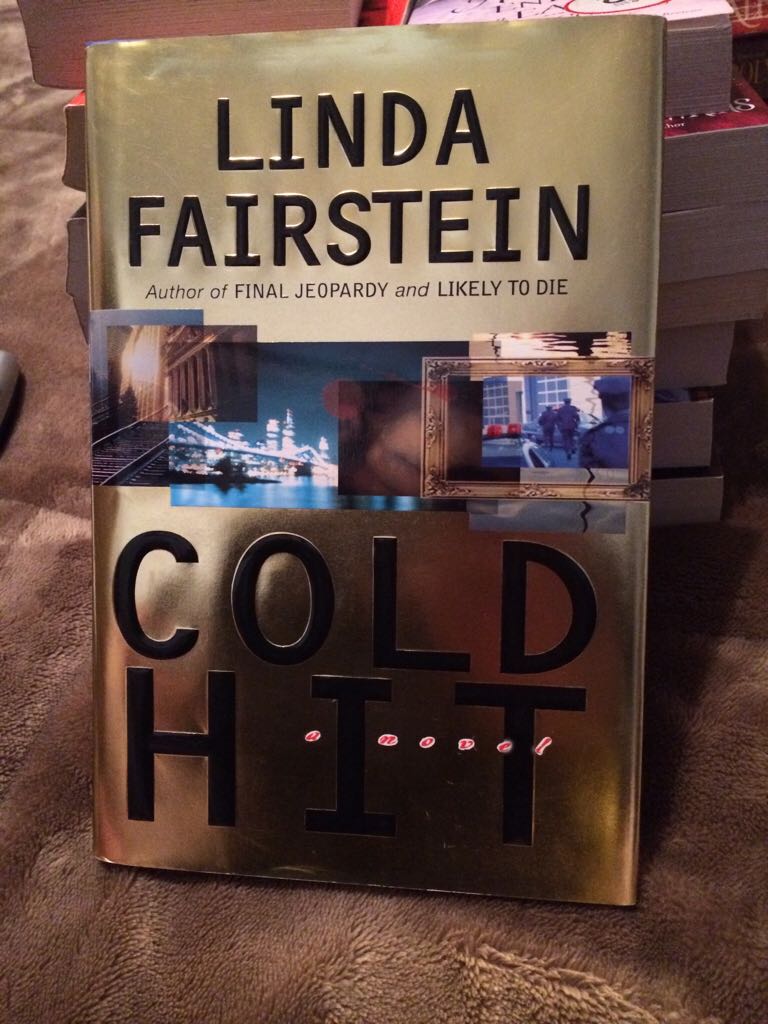 LINDA
FAIRSTEIN
Author of FINAL JEOPARDY and LIKELY TO DIE
COLD
HIT
a novel